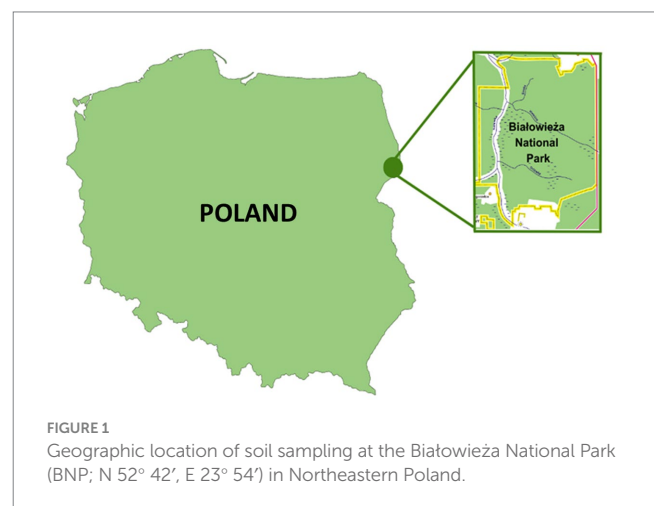 POLAND
Białowieża
National
Park
FIGURE 1
Geographic location of soil sampling at the Białowieża National Park
(BNP; N 52° 42′, E 23° 54′) in Northeastern Poland.